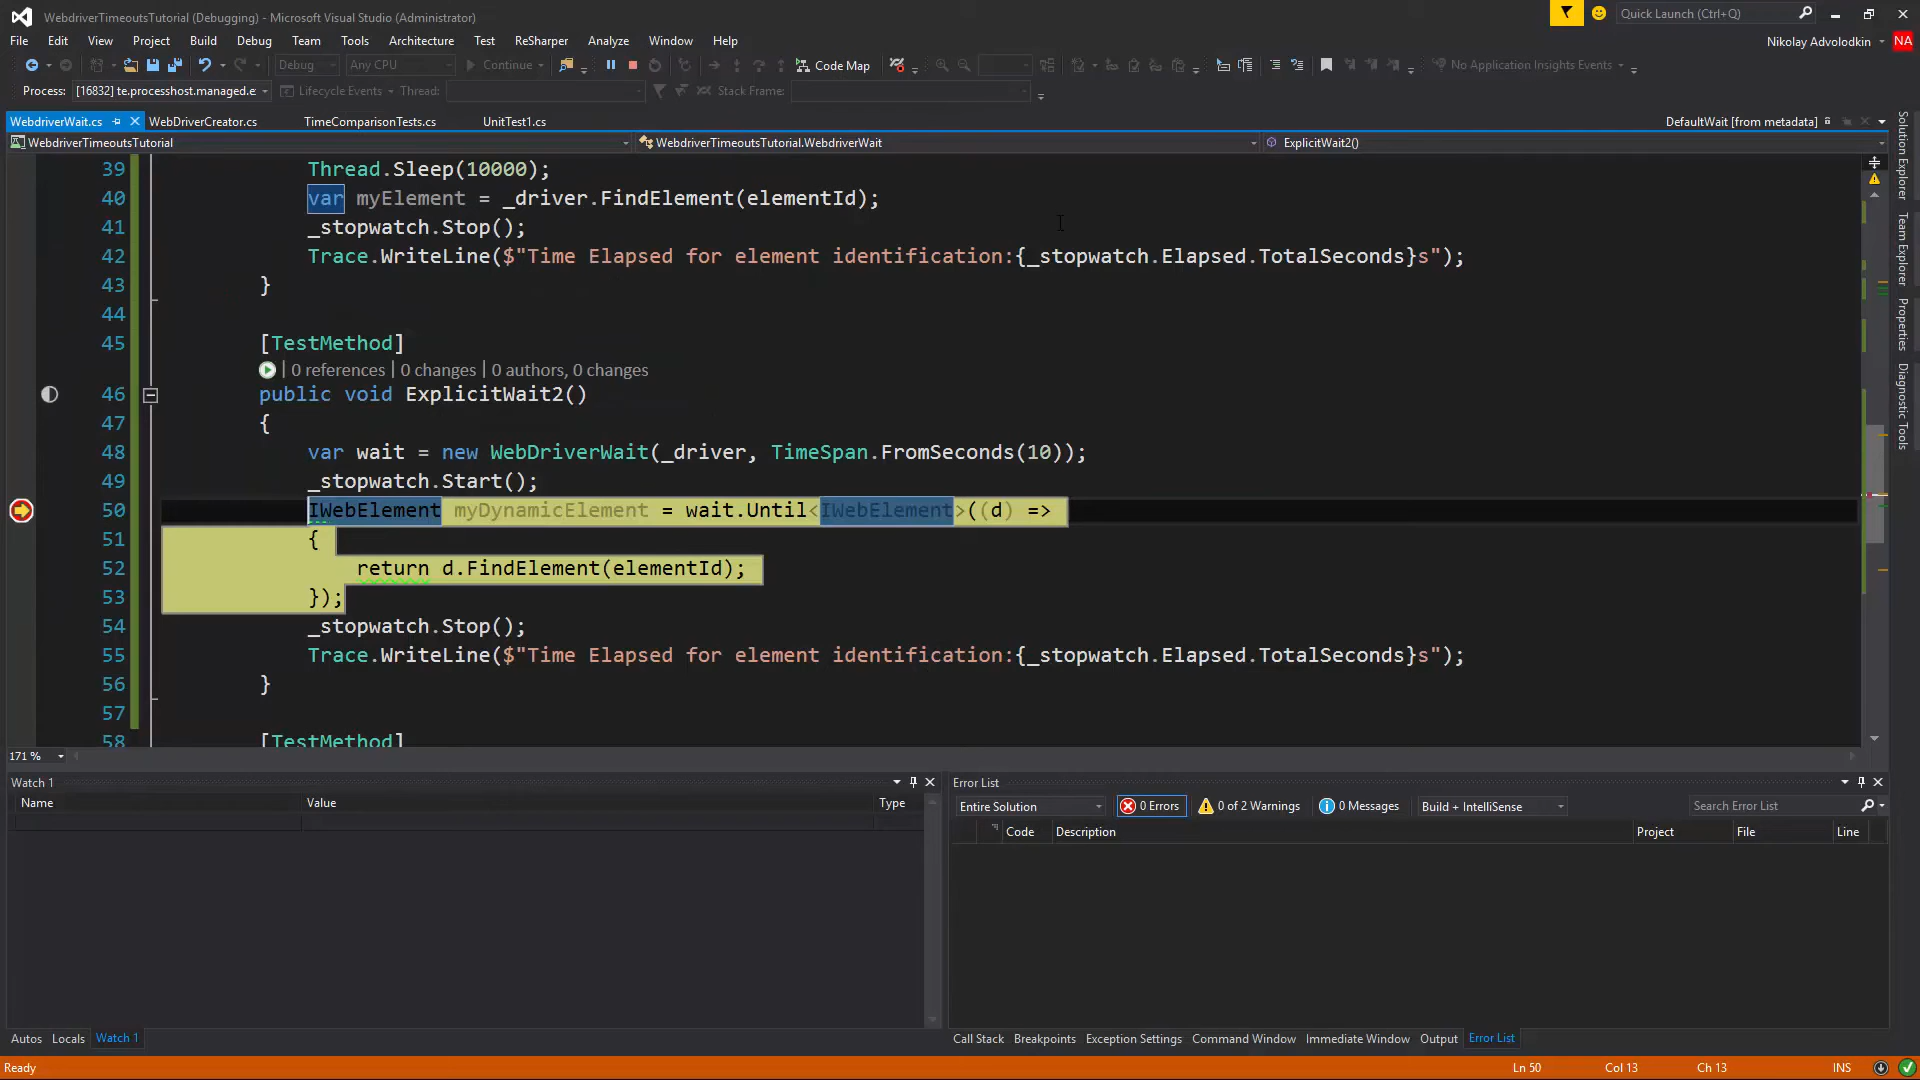 WebdriverTimeoutsTutorial (Debugging) - Microsoft Visual Studio (Administrator)
Quick Launch (Ctrl+Q)
File Edit View Project Build Debug Team Tools Architecture Test ReSharper Analyze Window Help
Nikolay Advolodkin NA
Debug Any CPU Continue Code Map No Application Insights Events
Process: [16832] te.processhost.managed.e Lifecycle Events Thread: Stack Frame:
WebdriverWait.cs WebDriverCreator.cs TimeComparisonTests.cs UnitTest1.cs DefaultWait [from metadata]
WebdriverTimeoutsTutorial WebdriverTimeoutsTutorial.WebdriverWait ExplicitWait2()
39 Thread.Sleep(10000);
40 var myElement = _driver.FindElement(elementId);
41 _stopwatch.Stop();
42 Trace.WriteLine($"Time Elapsed for element identification:{_stopwatch.Elapsed.TotalSeconds}s");
43 }
44
45 [TestMethod]
| 0 references | 0 changes | 0 authors, 0 changes
46 public void ExplicitWait2()
47 {
48 var wait = new WebDriverWait(_driver, TimeSpan.FromSeconds(10));
49 _stopwatch.Start();
50 IWebElement myDynamicElement = wait.Until<IWebElement>((d) =>
51 {
52 return d.FindElement(elementId);
53 });
54 _stopwatch.Stop();
55 Trace.WriteLine($"Time Elapsed for element identification:{_stopwatch.Elapsed.TotalSeconds}s");
56 }
57
58 [TestMethod]
171 %
Solution Explorer
Team Explorer
Properties
Diagnostic Tools
Watch 1
Name Value Type
Error List
Entire Solution 0 Errors 0 of 2 Warnings 0 Messages Build + IntelliSense Search Error List
Code Description Project File Line
Autos Locals Watch 1
Call Stack Breakpoints Exception Settings Command Window Immediate Window Output Error List
Ready Ln 50 Col 13 Ch 13 INS